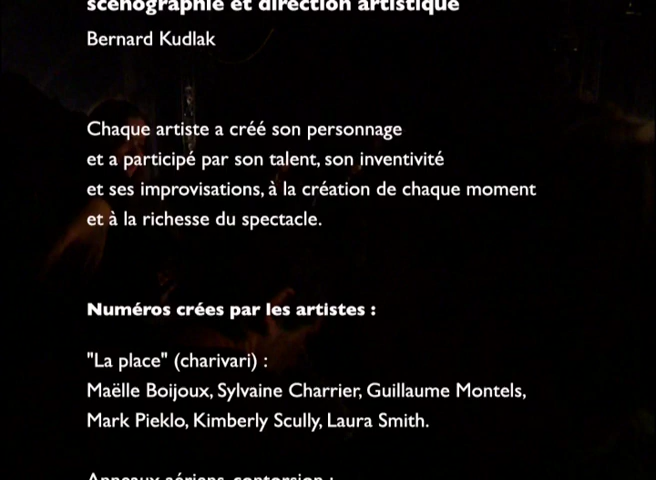 scénographie et direction artistique
Bernard Kudlak
Chaque artiste a créé son personnage
et a participé par son talent, son inventivité
et ses improvisations, à la création de chaque moment
et à la richesse du spectacle.
Numéros crées par les artistes :
"La place" (charivari) :
Maëlle Boijoux, Sylvaine Charrier, Guillaume Montels,
Mark Pieklo, Kimberly Scully, Laura Smith.
Anneaux aériens, contorsion :